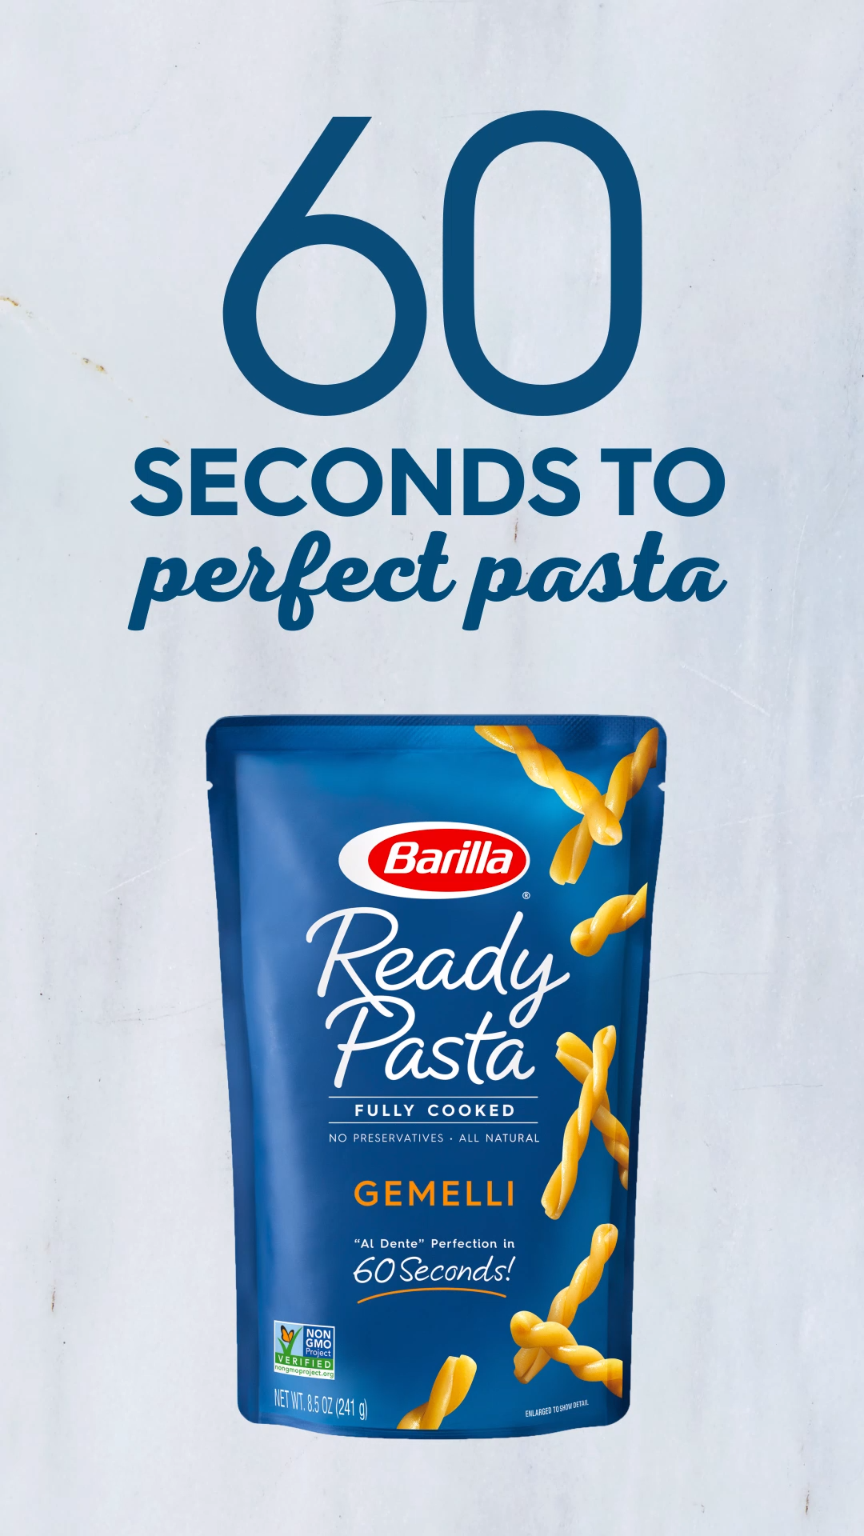 60
SECONDS TO
perfect pasta
Barilla
®
Ready
Pasta
FULLY COOKED
NO PRESERVATIVES • ALL NATURAL
GEMELLI
“Al Dente” Perfection in
60 Seconds!
NON
GMO
Project
VERIFIED
nongmoproject.org
NET WT. 8.5 OZ (241 g)
ENLARGED TO SHOW DETAIL